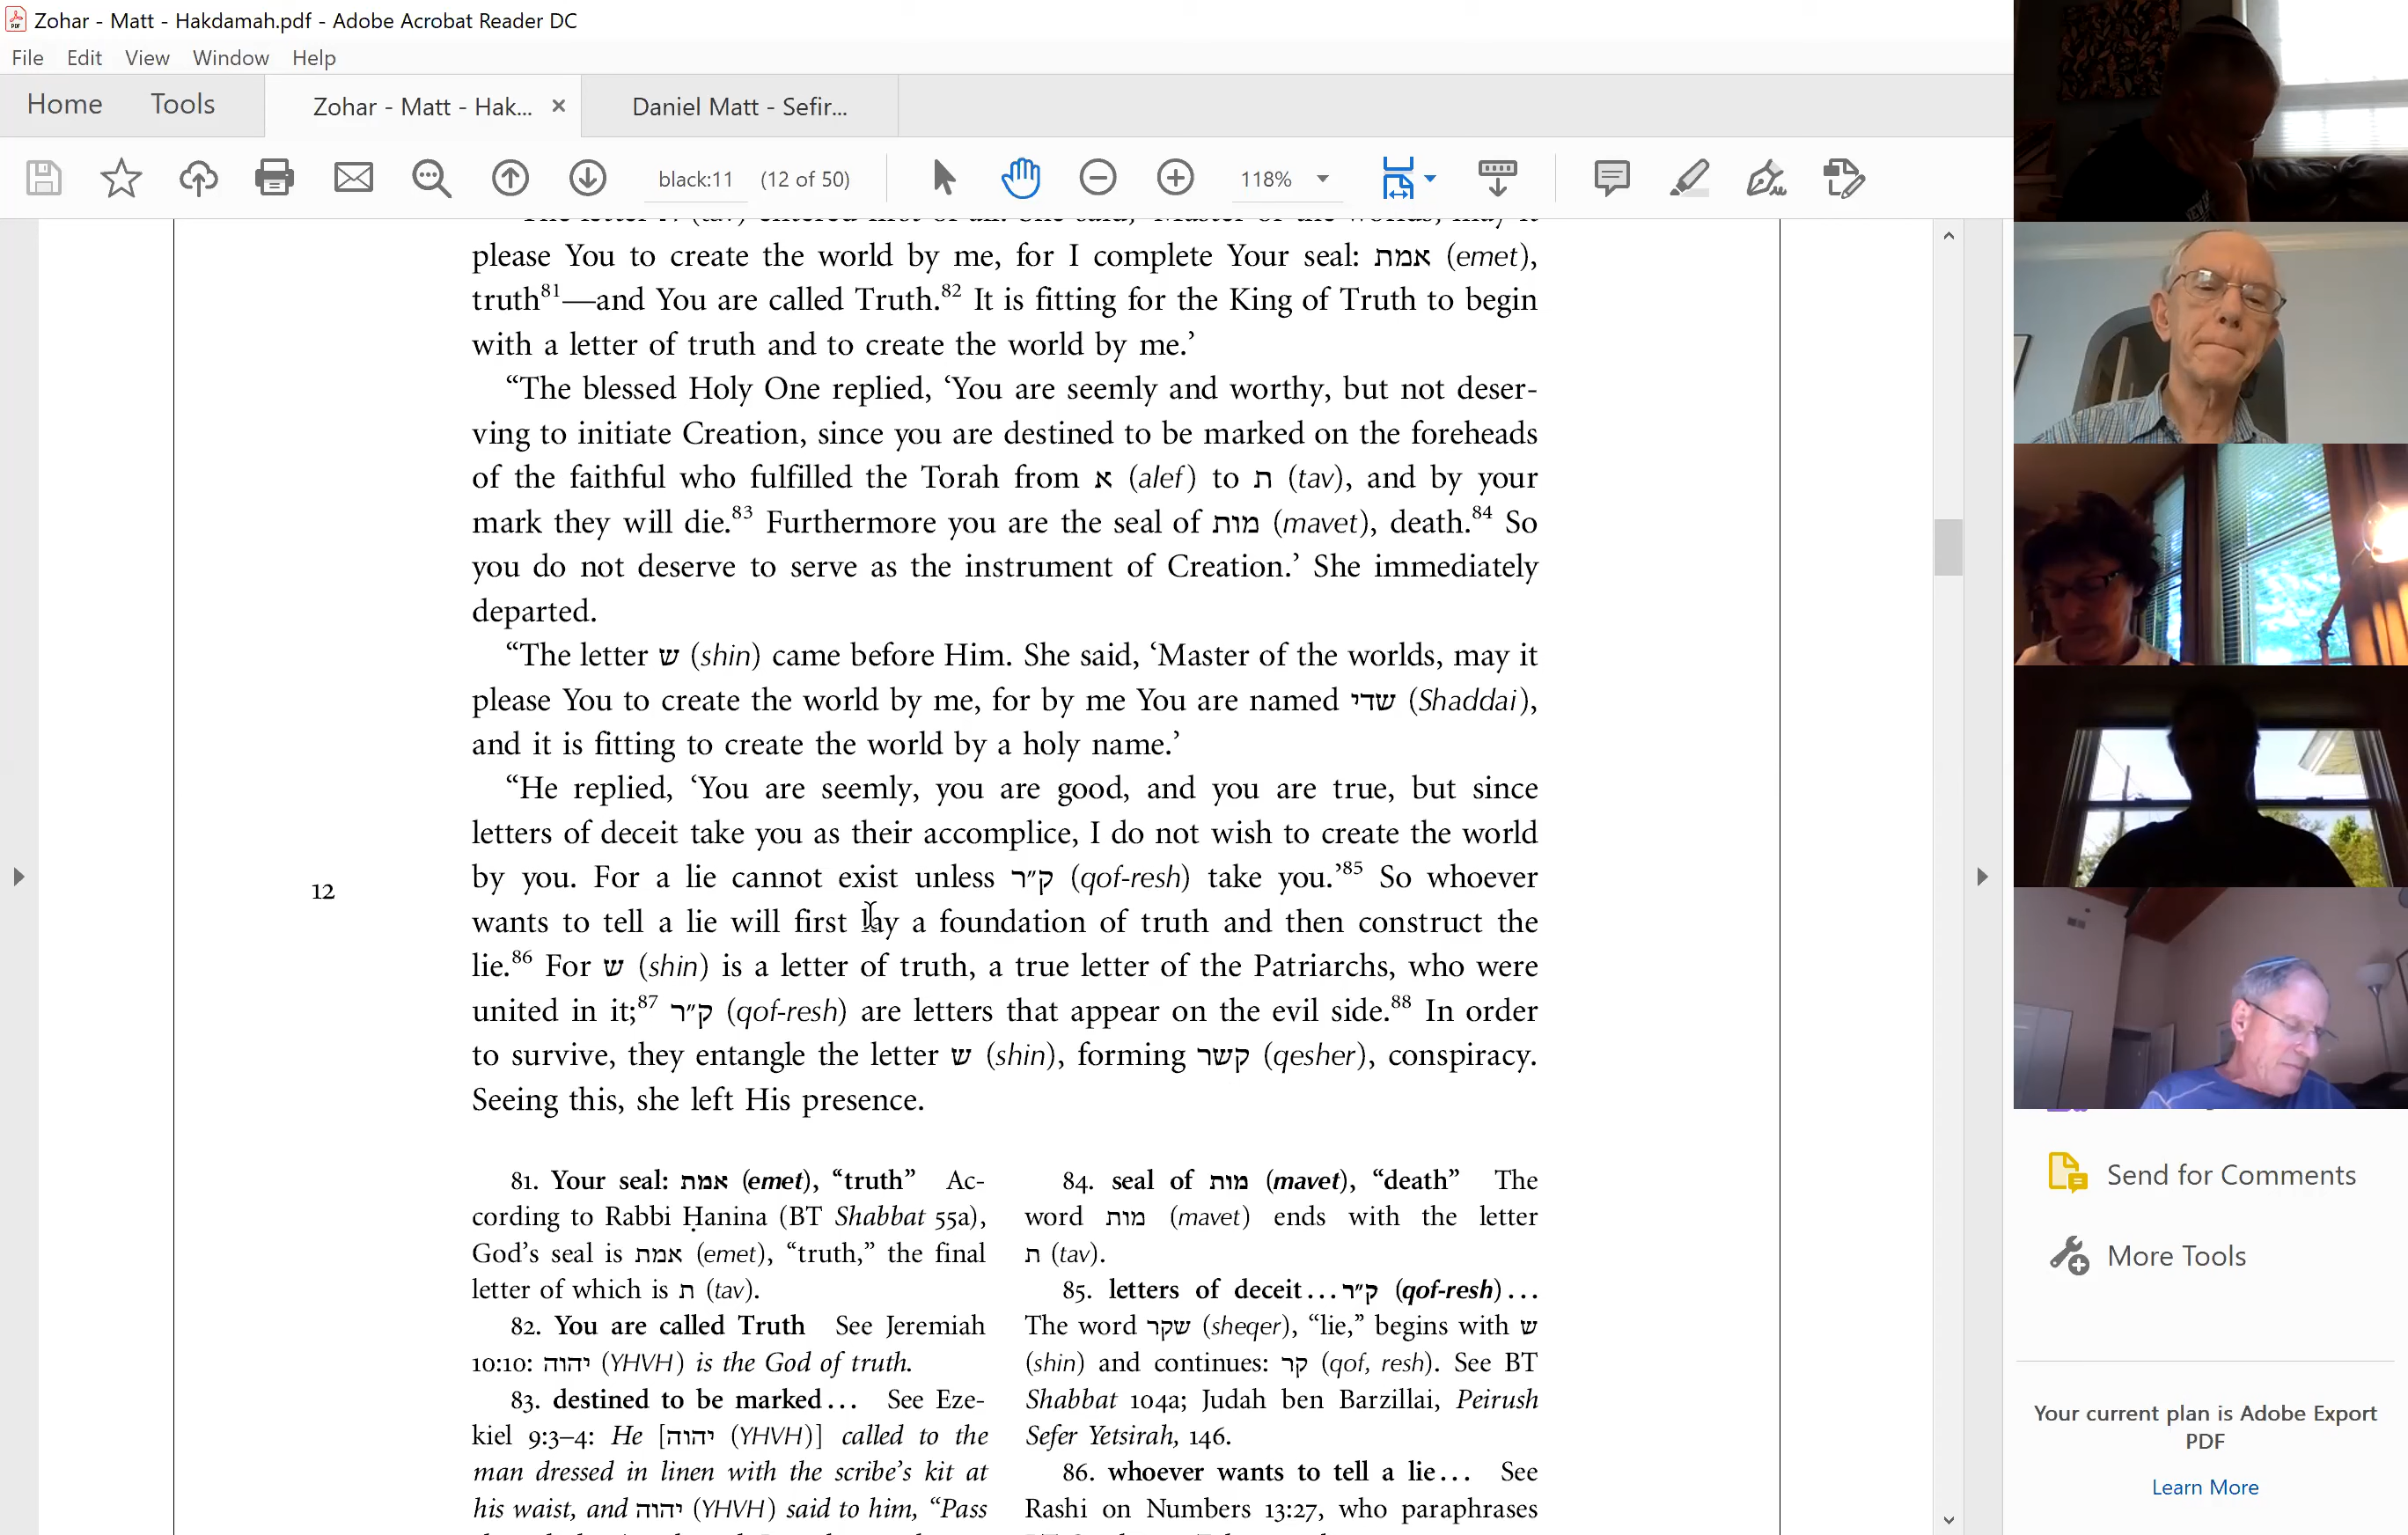 Zohar - Matt - Hakdamah.pdf - Adobe Acrobat Reader DC
File Edit View Window Help
Home Tools Zohar - Matt - Hak... × Daniel Matt - Sefir...
black:11 (12 of 50) 118%
please You to create the world by me, for I complete Your seal: אמת (emet),
truth81—and You are called Truth.82 It is fitting for the King of Truth to begin
with a letter of truth and to create the world by me.’
“The blessed Holy One replied, ‘You are seemly and worthy, but not deser-
ving to initiate Creation, since you are destined to be marked on the foreheads
of the faithful who fulfilled the Torah from א (alef) to ת (tav), and by your
mark they will die.83 Furthermore you are the seal of מות (mavet), death.84 So
you do not deserve to serve as the instrument of Creation.’ She immediately
departed.
“The letter ש (shin) came before Him. She said, ‘Master of the worlds, may it
please You to create the world by me, for by me You are named שדי (Shaddai),
and it is fitting to create the world by a holy name.’
“He replied, ‘You are seemly, you are good, and you are true, but since
letters of deceit take you as their accomplice, I do not wish to create the world
by you. For a lie cannot exist unless ק״ר (qof-resh) take you.’85 So whoever
12
wants to tell a lie will first lay a foundation of truth and then construct the
lie.86 For ש (shin) is a letter of truth, a true letter of the Patriarchs, who were
united in it;87 ק״ר (qof-resh) are letters that appear on the evil side.88 In order
to survive, they entangle the letter ש (shin), forming קשר (qesher), conspiracy.
Seeing this, she left His presence.
81. Your seal: אמת (emet), “truth” Ac-
cording to Rabbi Ḥanina (BT Shabbat 55a),
God’s seal is אמת (emet), “truth,” the final
letter of which is ת (tav).
82. You are called Truth See Jeremiah
10:10: יהוה (YHVH) is the God of truth.
83. destined to be marked... See Eze-
kiel 9:3–4: He [יהוה (YHVH)] called to the
man dressed in linen with the scribe’s kit at
his waist, and יהוה (YHVH) said to him, “Pass
84. seal of מות (mavet), “death” The
word מות (mavet) ends with the letter
ת (tav).
85. letters of deceit...ק״ר (qof-resh)...
The word שקר (sheqer), “lie,” begins with ש
(shin) and continues: קר (qof, resh). See BT
Shabbat 104a; Judah ben Barzillai, Peirush
Sefer Yetsirah, 146.
86. whoever wants to tell a lie... See
Rashi on Numbers 13:27, who paraphrases
Send for Comments
More Tools
Your current plan is Adobe Export
PDF
Learn More